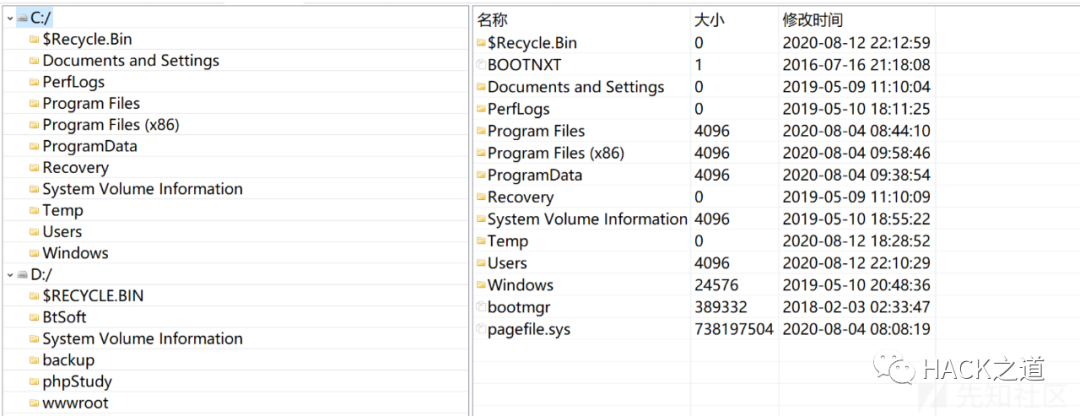 C:/
$Recycle.Bin
Documents and Settings
PerfLogs
Program Files
Program Files (x86)
ProgramData
Recovery
System Volume Information
Temp
Users
Windows
D:/
$RECYCLE.BIN
BtSoft
System Volume Information
backup
phpStudy
wwwroot
名称 大小 修改时间
$Recycle.Bin 0 2020-08-12 22:12:59
BOOTNXT 1 2016-07-16 21:18:08
Documents and Settings 0 2019-05-09 11:10:04
PerfLogs 0 2019-05-10 18:11:25
Program Files 4096 2020-08-04 08:44:10
Program Files (x86) 4096 2020-08-04 09:58:46
ProgramData 4096 2020-08-04 09:38:54
Recovery 0 2019-05-09 11:10:09
System Volume Information 4096 2019-05-10 18:55:22
Temp 0 2020-08-12 18:28:52
Users 4096 2020-08-12 22:10:29
Windows 24576 2019-05-10 20:48:36
bootmgr 389332 2018-02-03 02:33:47
pagefile.sys 738197504 2020-08-04 08:08:19
HACK之道
先知社区